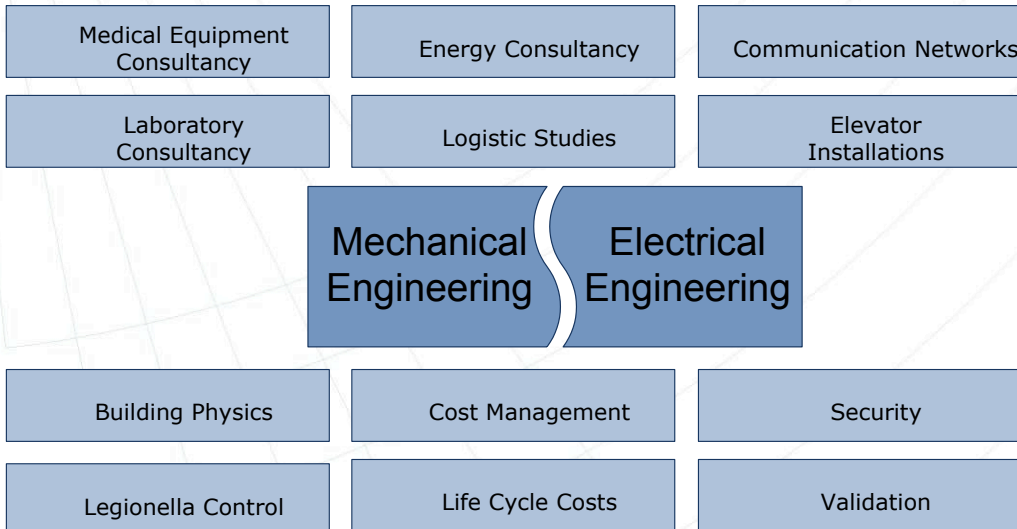 Medical Equipment
Consultancy
Energy Consultancy
Communication Networks
Laboratory
Consultancy
Logistic Studies
Elevator
Installations
Mechanical
Engineering
Electrical
Engineering
Building Physics
Cost Management
Security
Legionella Control
Life Cycle Costs
Validation